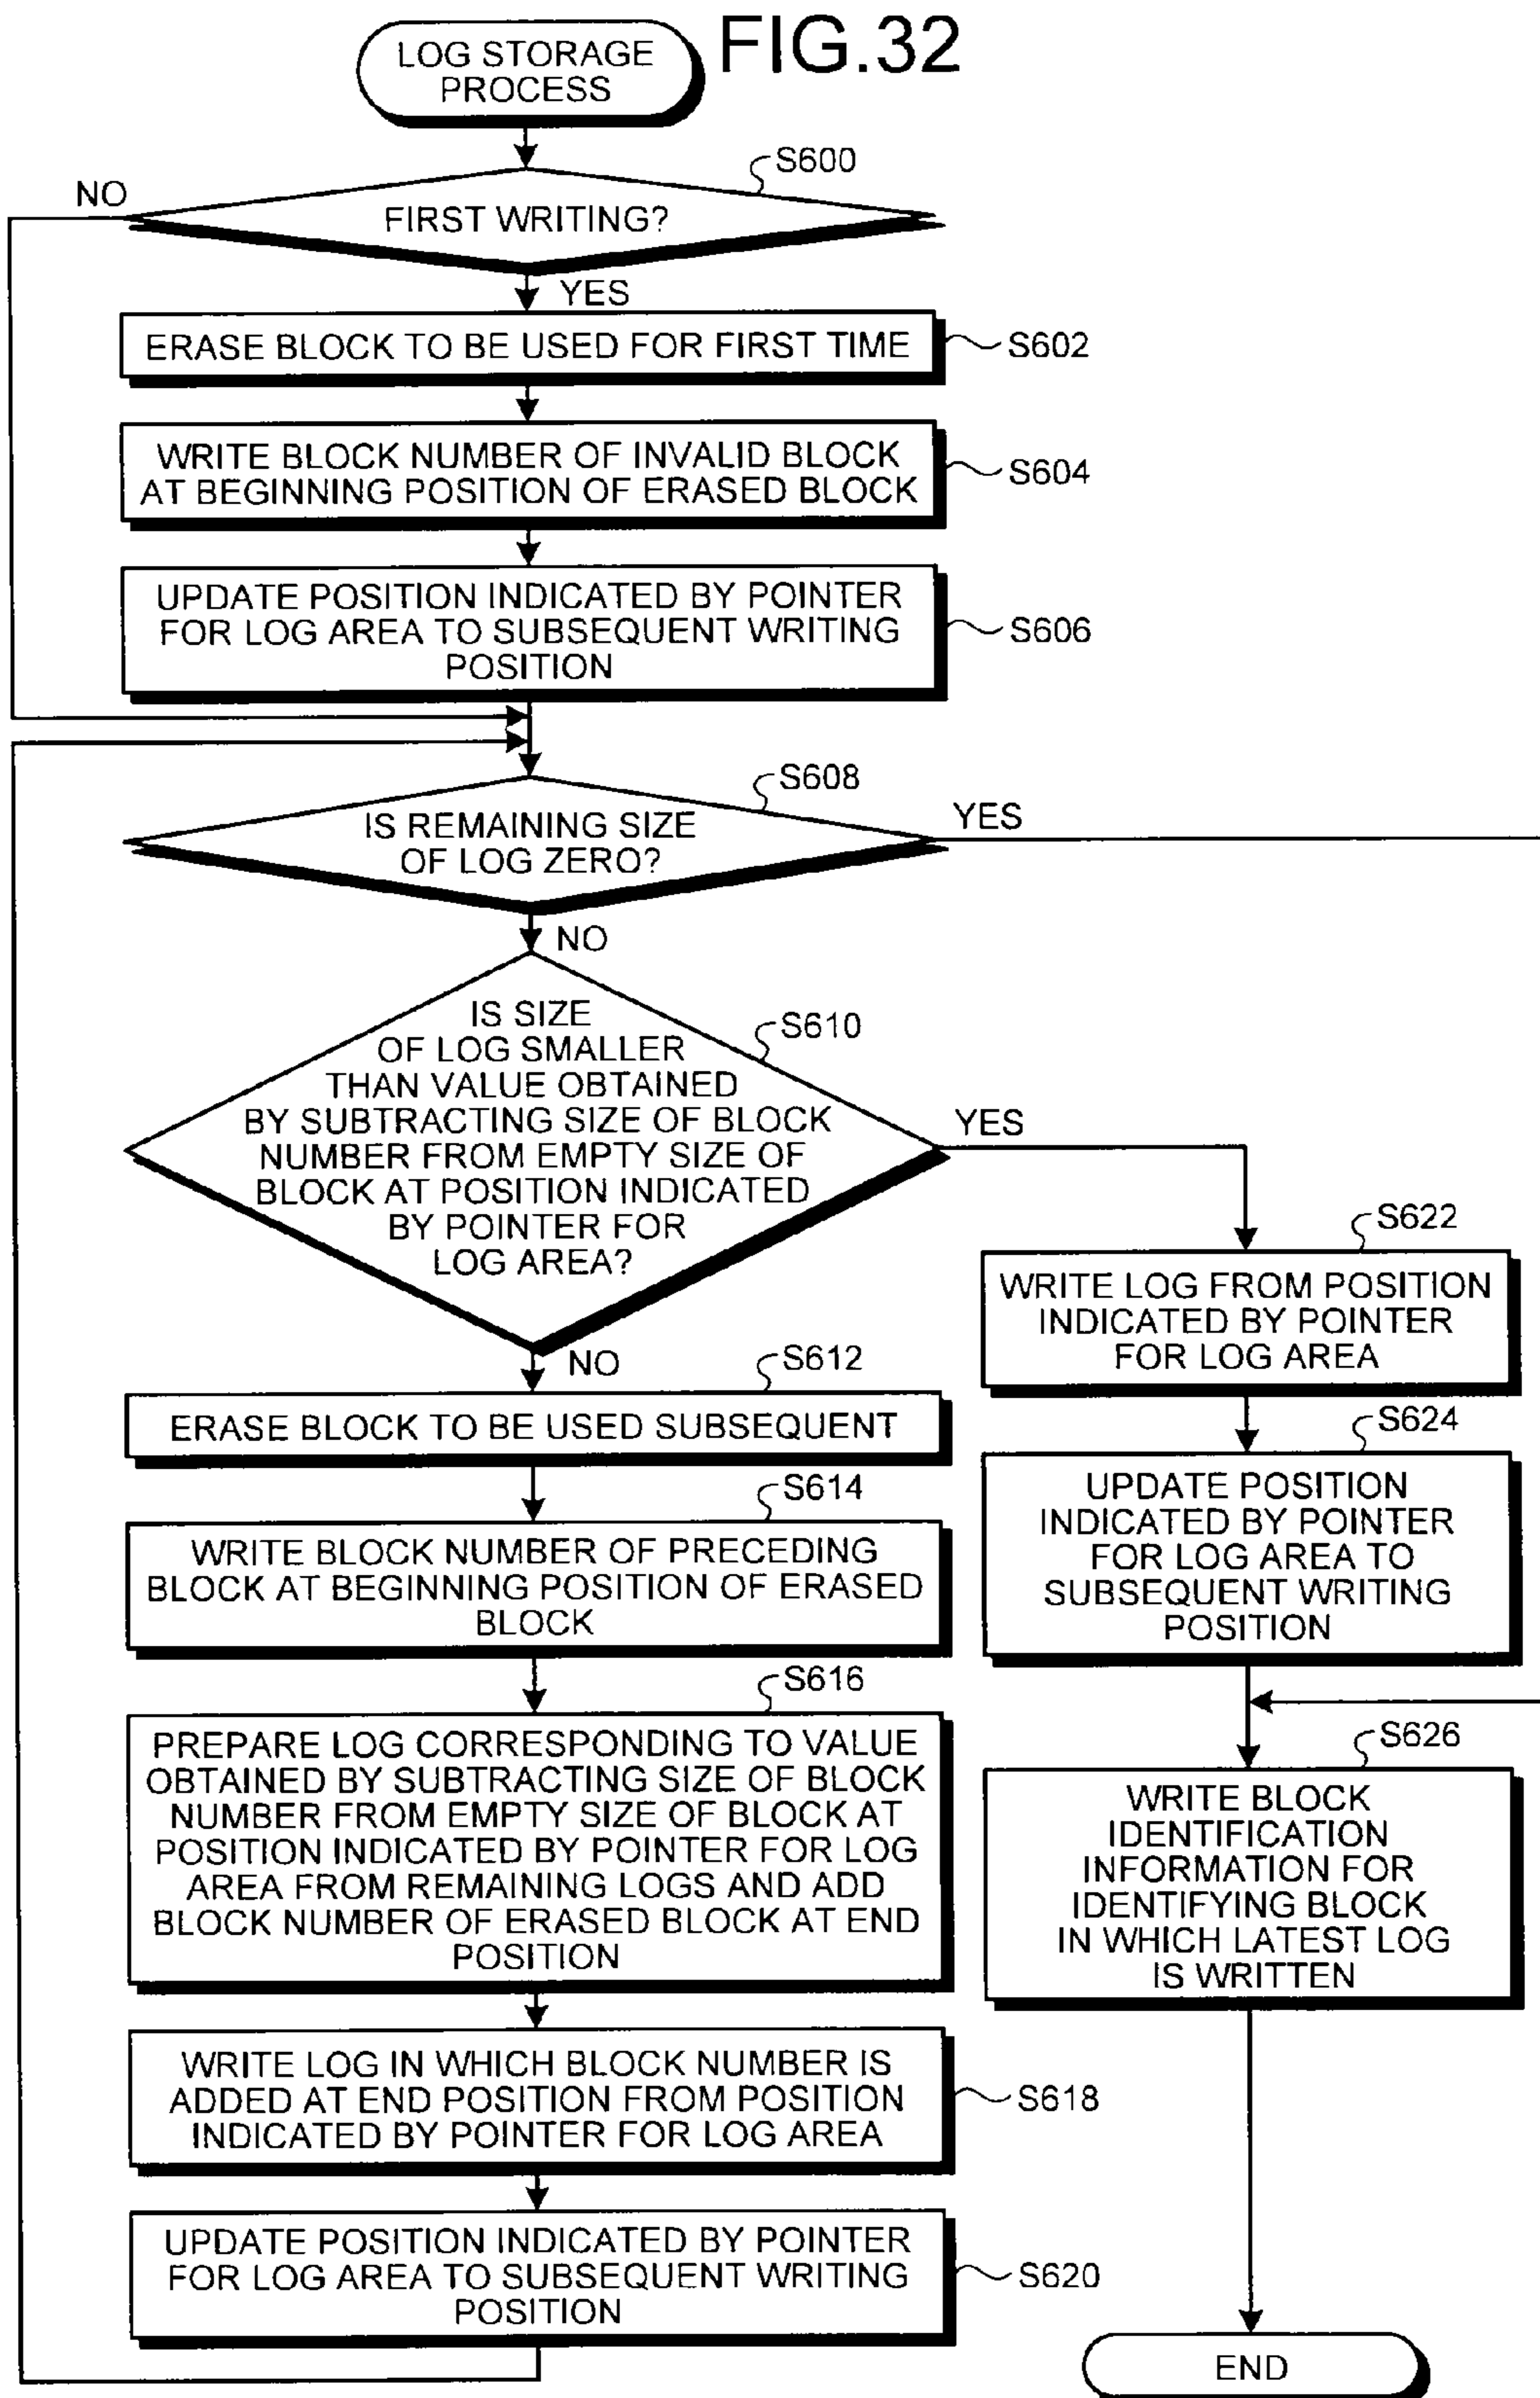 FIG.32
LOG STORAGE
PROCESS
S600
NO
FIRST WRITING?
YES
ERASE BLOCK TO BE USED FOR FIRST TIME
S602
WRITE BLOCK NUMBER OF INVALID BLOCK
AT BEGINNING POSITION OF ERASED BLOCK
S604
UPDATE POSITION INDICATED BY POINTER
FOR LOG AREA TO SUBSEQUENT WRITING
POSITION
S606
S608
IS REMAINING SIZE
OF LOG ZERO?
YES
NO
S610
IS SIZE
OF LOG SMALLER
THAN VALUE OBTAINED
BY SUBTRACTING SIZE OF BLOCK
NUMBER FROM EMPTY SIZE OF
BLOCK AT POSITION INDICATED
BY POINTER FOR
LOG AREA?
YES
NO
S612
ERASE BLOCK TO BE USED SUBSEQUENT
S614
WRITE BLOCK NUMBER OF PRECEDING
BLOCK AT BEGINNING POSITION OF ERASED
BLOCK
S616
PREPARE LOG CORRESPONDING TO VALUE
OBTAINED BY SUBTRACTING SIZE OF BLOCK
NUMBER FROM EMPTY SIZE OF BLOCK AT
POSITION INDICATED BY POINTER FOR LOG
AREA FROM REMAINING LOGS AND ADD
BLOCK NUMBER OF ERASED BLOCK AT END
POSITION
WRITE LOG IN WHICH BLOCK NUMBER IS
ADDED AT END POSITION FROM POSITION
INDICATED BY POINTER FOR LOG AREA
S618
UPDATE POSITION INDICATED BY POINTER
FOR LOG AREA TO SUBSEQUENT WRITING
POSITION
S620
S622
WRITE LOG FROM POSITION
INDICATED BY POINTER
FOR LOG AREA
S624
UPDATE POSITION
INDICATED BY POINTER
FOR LOG AREA TO
SUBSEQUENT WRITING
POSITION
S626
WRITE BLOCK
IDENTIFICATION
INFORMATION FOR
IDENTIFYING BLOCK
IN WHICH LATEST LOG
IS WRITTEN
END